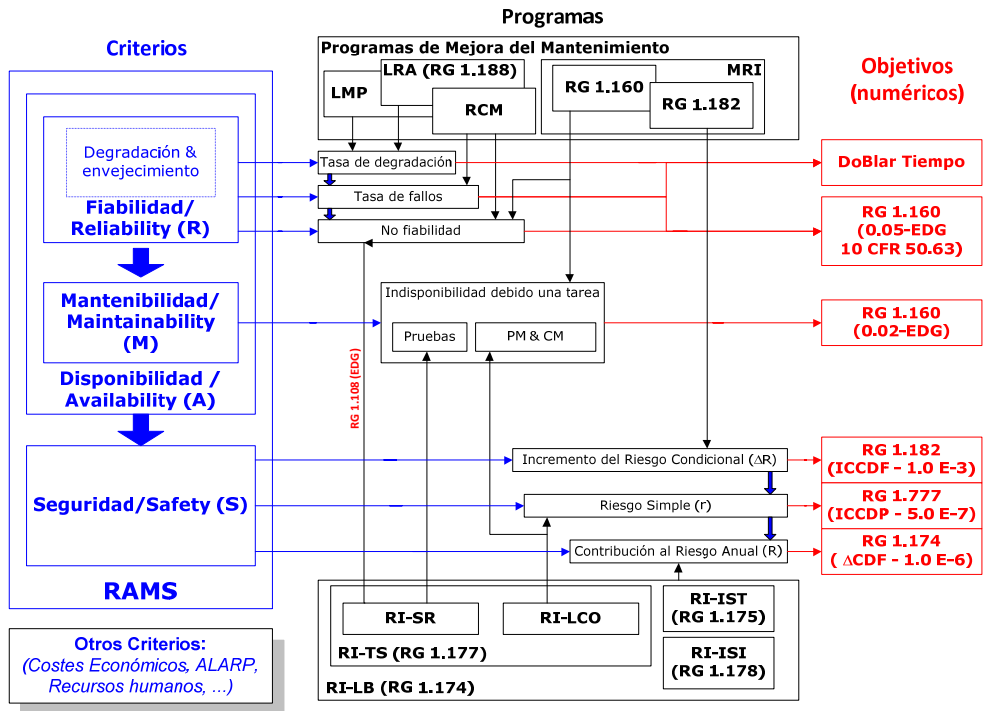 Programas
Criterios
Objetivos
(numéricos)
Programas de Mejora del Mantenimiento
LRA (RG 1.188)
LMP
RCM
MRI
RG 1.160
RG 1.182
Degradación &
envejecimiento
Fiabilidad/
Reliability (R)
Mantenibilidad/
Maintainability
(M)
Disponibilidad /
Availability (A)
Seguridad/Safety (S)
RAMS
Otros Criterios:
(Costes Económicos, ALARP,
Recursos humanos, ...)
Tasa de degradación
Tasa de fallos
No fiabilidad
Indisponibilidad debido una tarea
Pruebas
PM & CM
RG 1.108 (EDG)
Incremento del Riesgo Condicional (ΔR)
Riesgo Simple (r)
Contribución al Riesgo Anual (R)
RI-SR
RI-LCO
RI-TS (RG 1.177)
RI-LB (RG 1.174)
RI-IST
(RG 1.175)
RI-ISI
(RG 1.178)
DoBlar Tiempo
RG 1.160
(0.05-EDG
10 CFR 50.63)
RG 1.160
(0.02-EDG)
RG 1.182
(ICCDF - 1.0 E-3)
RG 1.777
(ICCDP - 5.0 E-7)
RG 1.174
( ΔCDF - 1.0 E-6)